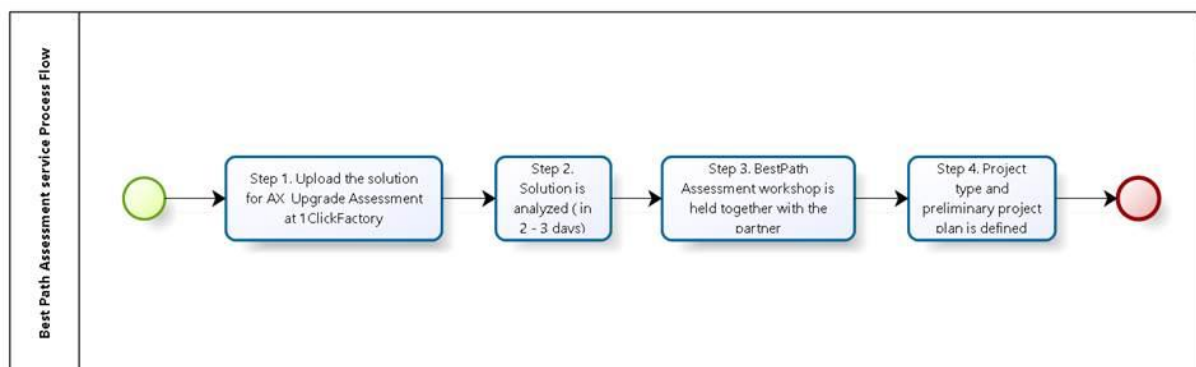 Best Path Assessment service Process Flow
Step 1. Upload the solution
for AX Upgrade Assessment
at 1ClickFactory
Step 2.
Solution is
analyzed ( in
2 - 3 days)
Step 3. BestPath
Assessment workshop is
held together with the
partner
Step 4. Project
type and
preliminary project
plan is defined